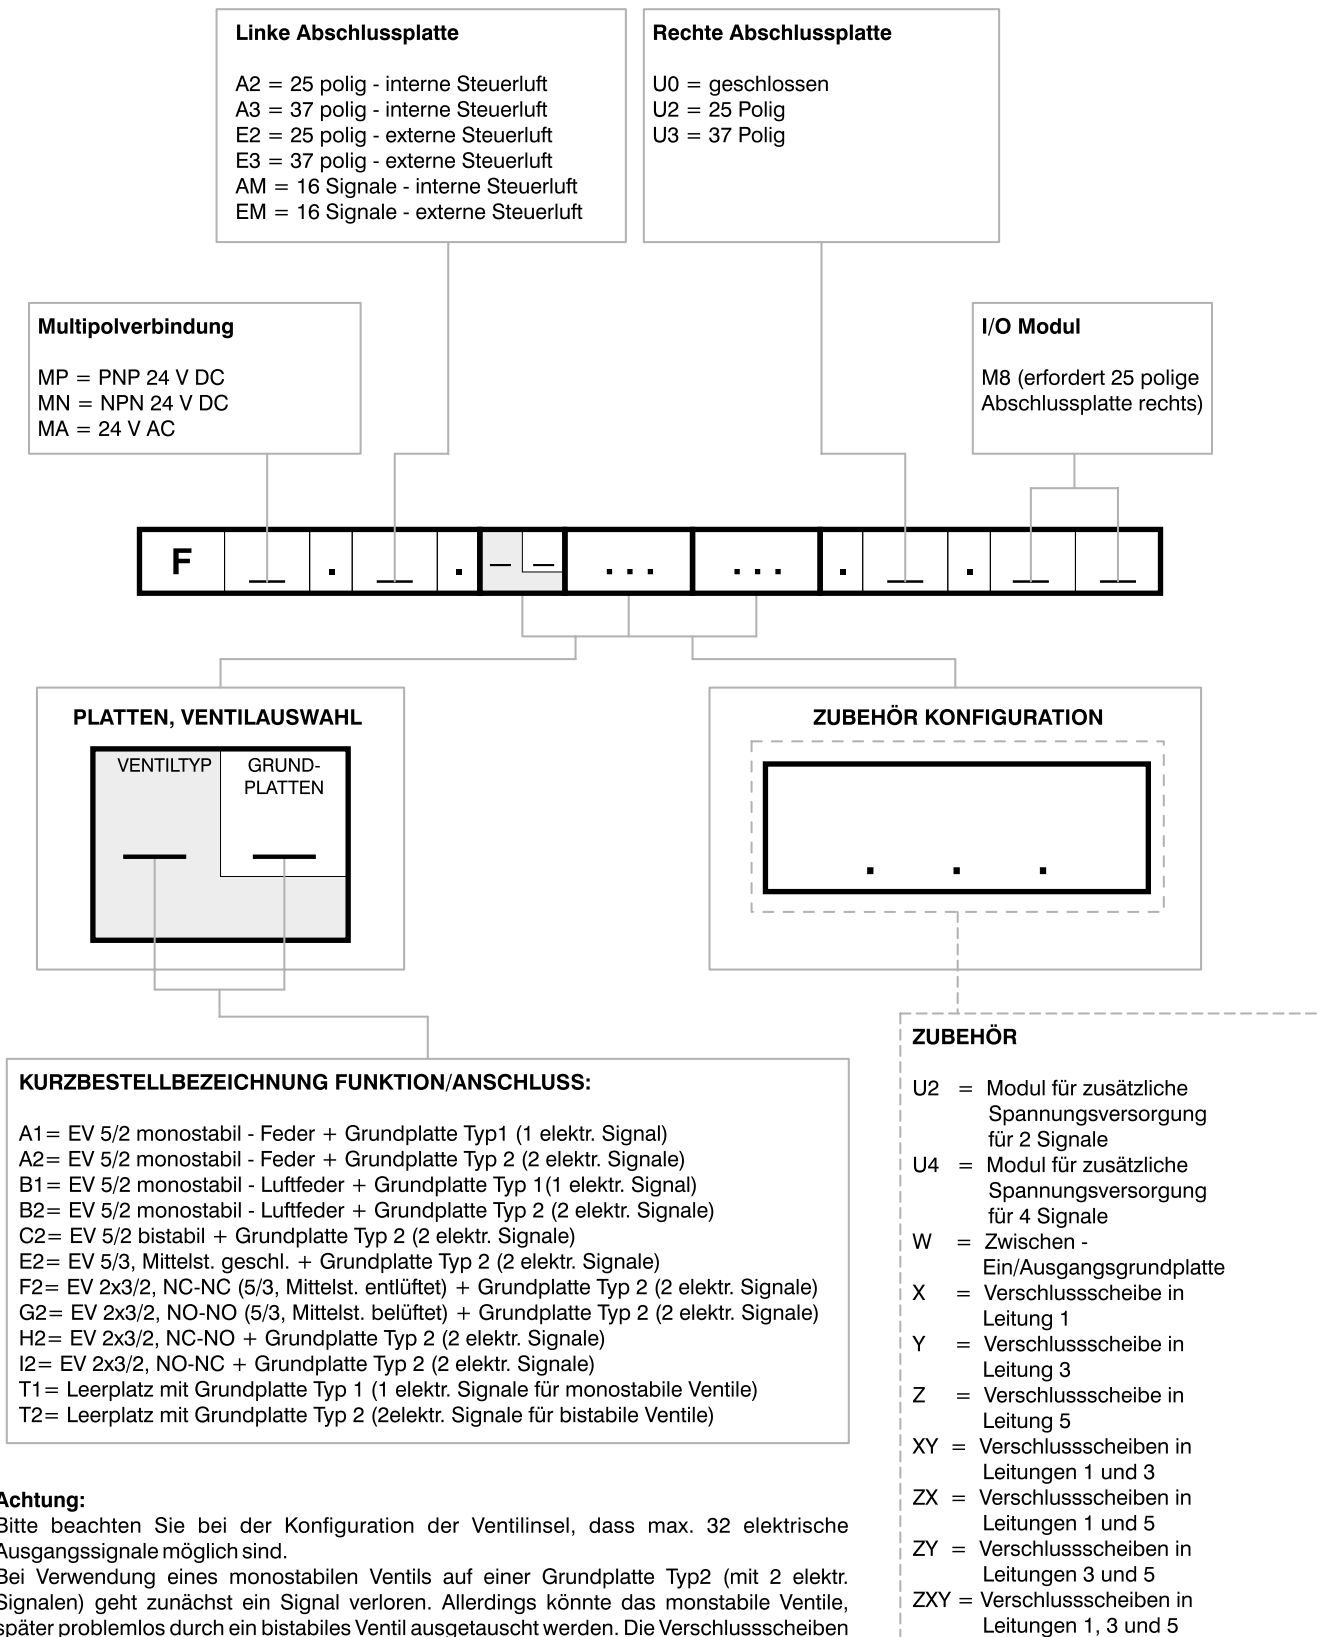 Linke Abschlussplatte
A2 = 25 polig - interne Steuerluft
A3 = 37 polig - interne Steuerluft
E2 = 25 polig - externe Steuerluft
E3 = 37 polig - externe Steuerluft
AM = 16 Signale - interne Steuerluft
EM = 16 Signale - externe Steuerluft
Rechte Abschlussplatte
U0 = geschlossen
U2 = 25 Polig
U3 = 37 Polig
Multipolverbindung
MP = PNP 24 V DC
MN = NPN 24 V DC
MA = 24 V AC
I/O Modul
M8 (erfordert 25 polige
Abschlussplatte rechts)
F __ . __ . _ _ ... ... . __ . __ __
PLATTEN, VENTILAUSWAHL
VENTILTYP
GRUND-
PLATTEN
ZUBEHÖR KONFIGURATION
. . .
KURZBESTELLBEZEICHNUNG FUNKTION/ANSCHLUSS:
A1= EV 5/2 monostabil - Feder + Grundplatte Typ1 (1 elektr. Signal)
A2= EV 5/2 monostabil - Feder + Grundplatte Typ 2 (2 elektr. Signale)
B1= EV 5/2 monostabil - Luftfeder + Grundplatte Typ 1(1 elektr. Signal)
B2= EV 5/2 monostabil - Luftfeder + Grundplatte Typ 2 (2 elektr. Signale)
C2= EV 5/2 bistabil + Grundplatte Typ 2 (2 elektr. Signale)
E2= EV 5/3, Mittelst. geschl. + Grundplatte Typ 2 (2 elektr. Signale)
F2= EV 2x3/2, NC-NC (5/3, Mittelst. entlüftet) + Grundplatte Typ 2 (2 elektr. Signale)
G2= EV 2x3/2, NO-NO (5/3, Mittelst. belüftet) + Grundplatte Typ 2 (2 elektr. Signale)
H2= EV 2x3/2, NC-NO + Grundplatte Typ 2 (2 elektr. Signale)
I2= EV 2x3/2, NO-NC + Grundplatte Typ 2 (2 elektr. Signale)
T1= Leerplatz mit Grundplatte Typ 1 (1 elektr. Signale für monostabile Ventile)
T2= Leerplatz mit Grundplatte Typ 2 (2elektr. Signale für bistabile Ventile)
Achtung:
Bitte beachten Sie bei der Konfiguration der Ventilinsel, dass max. 32 elektrische
Ausgangssignale möglich sind.
Bei Verwendung eines monostabilen Ventils auf einer Grundplatte Typ2 (mit 2 elektr.
Signalen) geht zunächst ein Signal verloren. Allerdings könnte das monstabile Ventile,
später problemlos durch ein bistabiles Ventil ausgetauscht werden. Die Verschlussscheiben
ZUBEHÖR
U2 = Modul für zusätzliche
Spannungsversorgung
für 2 Signale
U4 = Modul für zusätzliche
Spannungsversorgung
für 4 Signale
W = Zwischen -
Ein/Ausgangsgrundplatte
X = Verschlussscheibe in
Leitung 1
Y = Verschlussscheibe in
Leitung 3
Z = Verschlussscheibe in
Leitung 5
XY = Verschlussscheiben in
Leitungen 1 und 3
ZX = Verschlussscheiben in
Leitungen 1 und 5
ZY = Verschlussscheiben in
Leitungen 3 und 5
ZXY = Verschlussscheiben in
Leitungen 1, 3 und 5